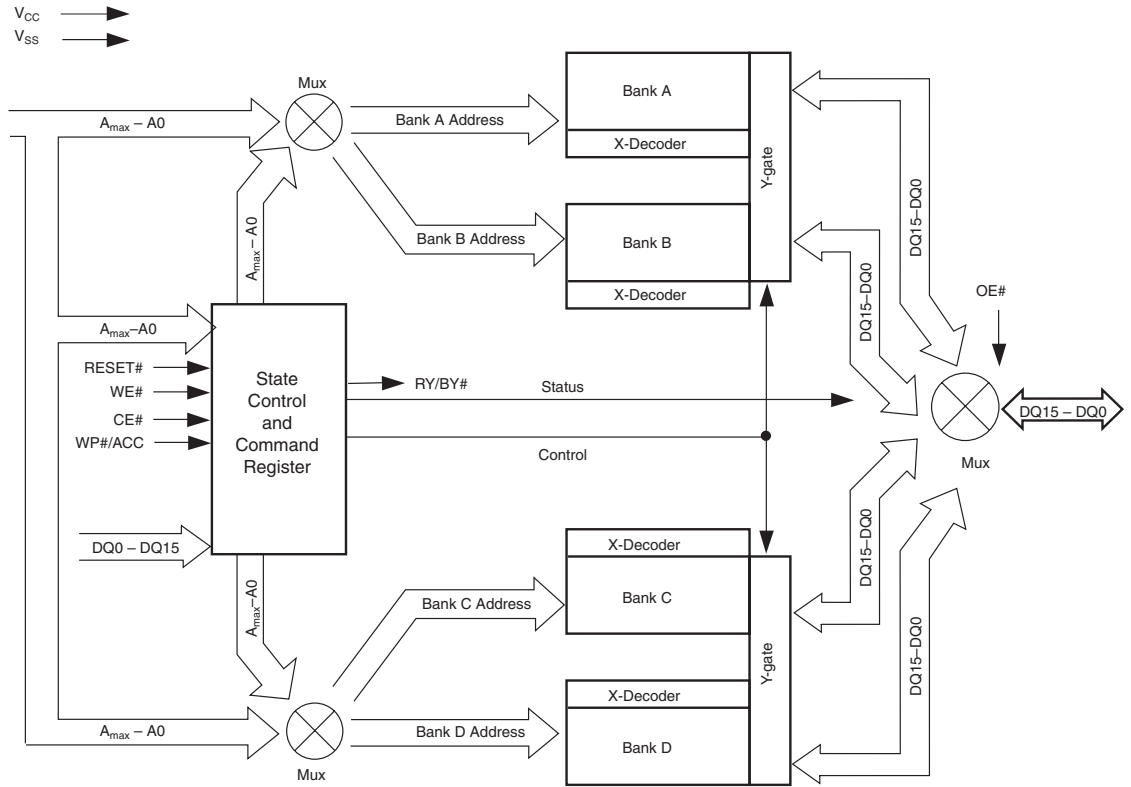 VCC
VSS
Mux
Amax – A0
Bank A Address
Bank A
X-Decoder
Y-gate
DQ15–DQ0
Amax – A0
Bank B Address
Bank B
X-Decoder
DQ15–DQ0
OE#
Amax–A0
RESET#
WE#
CE#
WP#/ACC
State
Control
and
Command
Register
RY/BY#
Status
Control
DQ15 – DQ0
Mux
DQ0 – DQ15
Amax–A0
X-Decoder
Bank C Address
Bank C
DQ15–DQ0
Y-gate
DQ15–DQ0
X-Decoder
Amax – A0
Bank D Address
Bank D
Mux